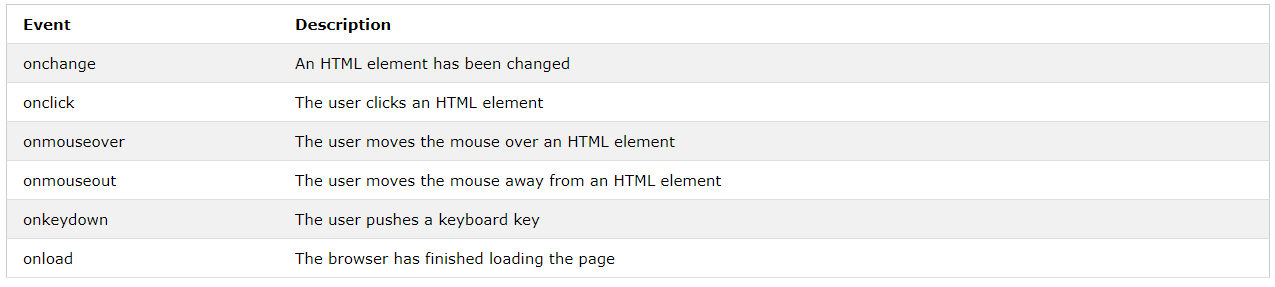 Event Description
onchange An HTML element has been changed
onclick The user clicks an HTML element
onmouseover The user moves the mouse over an HTML element
onmouseout The user moves the mouse away from an HTML element
onkeydown The user pushes a keyboard key
onload The browser has finished loading the page